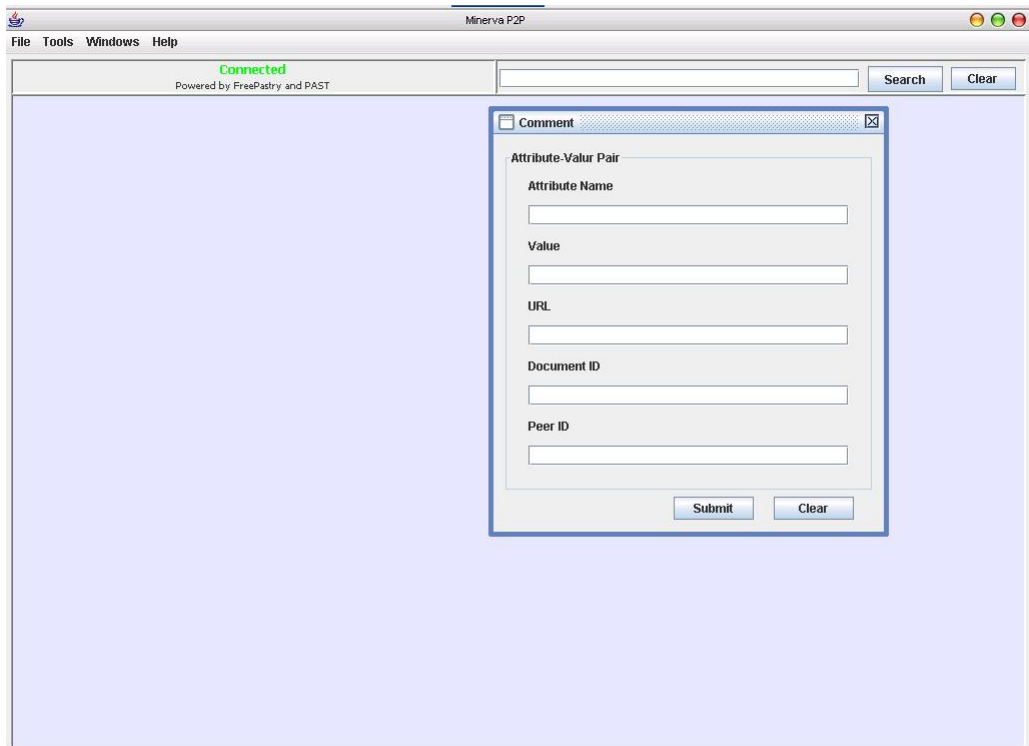 Minerva P2P
File Tools Windows Help
Connected
Powered by FreePastry and PAST
Search Clear
Comment
Attribute-Valur Pair
Attribute Name
Value
URL
Document ID
Peer ID
Submit Clear